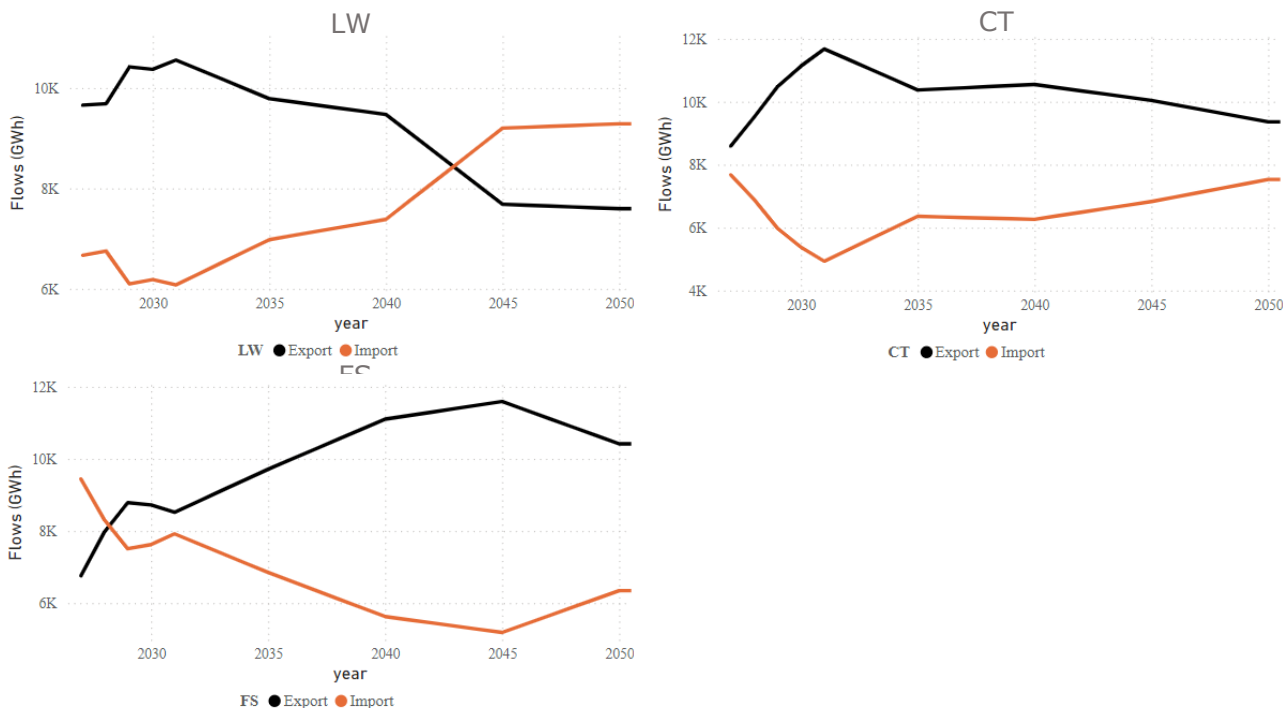 LW
Flows (GWh)
10K
8K
6K
2030 2035 2040 2045 2050
year
LW Export Import
CT
Flows (GWh)
12K
10K
8K
6K
4K
2030 2035 2040 2045 2050
year
CT Export Import
FS
Flows (GWh)
12K
10K
8K
6K
2030 2035 2040 2045 2050
year
FS Export Import